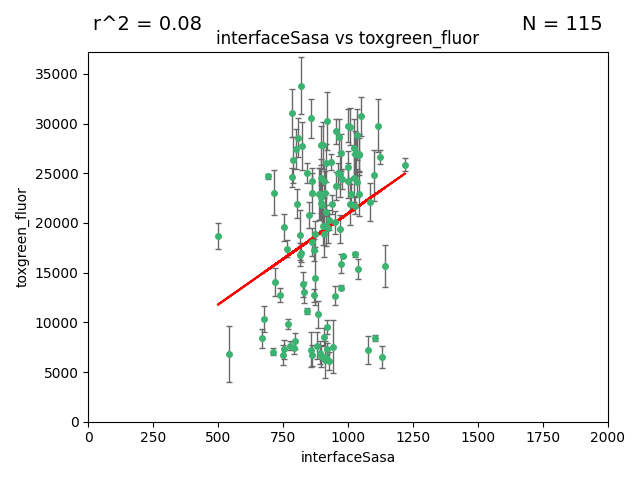 r^2 = 0.08
N = 115
interfaceSasa vs toxgreen_fluor
35000
30000
25000
20000
15000
10000
5000
0
toxgreen_fluor
0 250 500 750 1000 1250 1500 1750 2000
interfaceSasa